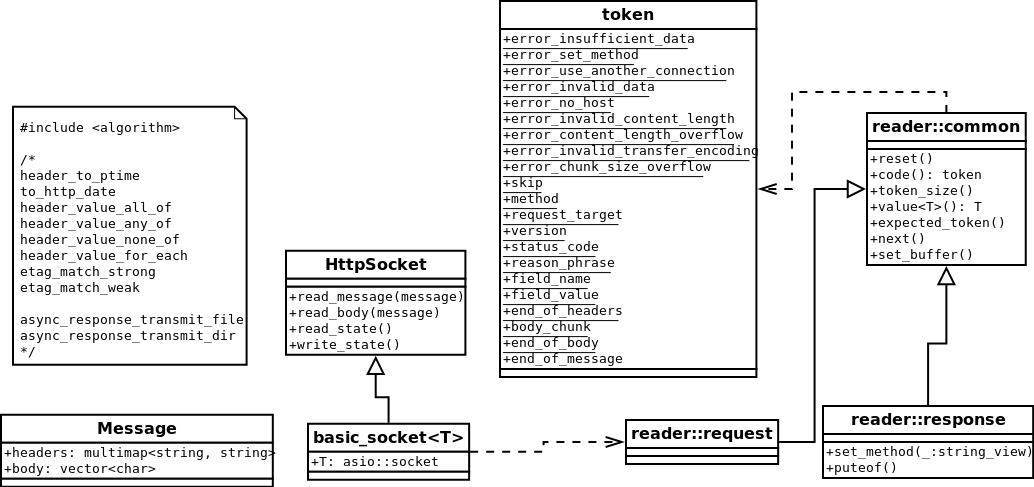 token
+error_insufficient_data
+error_set_method
+error_use_another_connection
+error_invalid_data
+error_no_host
+error_invalid_content_length
+error_content_length_overflow
+error_invalid_transfer_encoding
+error_chunk_size_overflow
+skip
+method
+request_target
+version
+status_code
+reason_phrase
+field_name
+field_value
+end_of_headers
+body_chunk
+end_of_body
+end_of_message
#include <algorithm>
/*
header_to_ptime
to_http_date
header_value_all_of
header_value_any_of
header_value_none_of
header_value_for_each
etag_match_strong
etag_match_weak
async_response_transmit_file
async_response_transmit_dir
*/
reader::common
+reset()
+code(): token
+token_size()
+value<T>(): T
+expected_token()
+next()
+set_buffer()
HttpSocket
+read_message(message)
+read_body(message)
+read_state()
+write_state()
Message
+headers: multimap<string, string>
+body: vector<char>
basic_socket<T>
+T: asio::socket
reader::request
reader::response
+set_method(_:string_view)
+puteof()